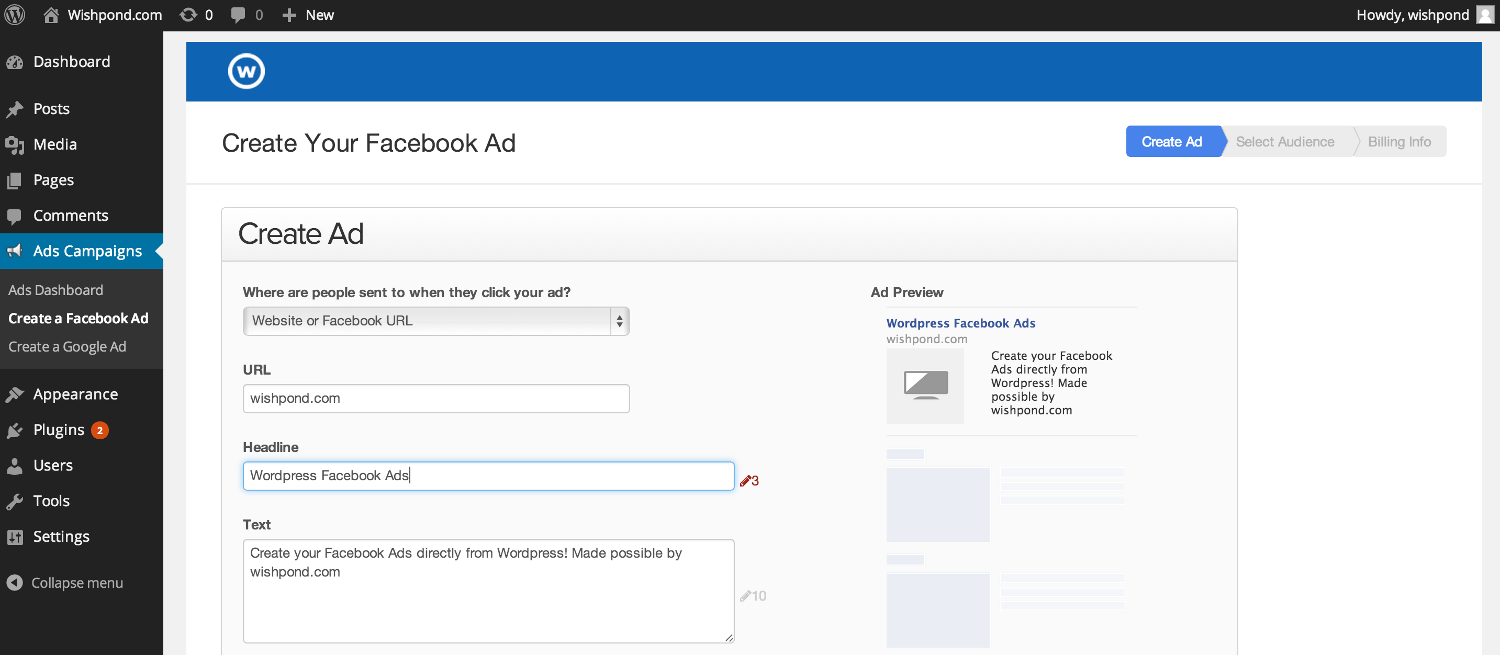 Wishpond.com 0 0 New Howdy, wishpond
Dashboard
Posts
Media
Pages
Comments
Ads Campaigns
Ads Dashboard
Create a Facebook Ad
Create a Google Ad
Appearance
Plugins 2
Users
Tools
Settings
Collapse menu
W
Create Your Facebook Ad
Create Ad Select Audience Billing Info
Create Ad
Where are people sent to when they click your ad?
Website or Facebook URL
URL
wishpond.com
Headline
Wordpress Facebook Ads
3
Text
Create your Facebook Ads directly from Wordpress! Made possible by
wishpond.com
10
Ad Preview
Wordpress Facebook Ads
wishpond.com
Create your Facebook
Ads directly from
Wordpress! Made
possible by
wishpond.com